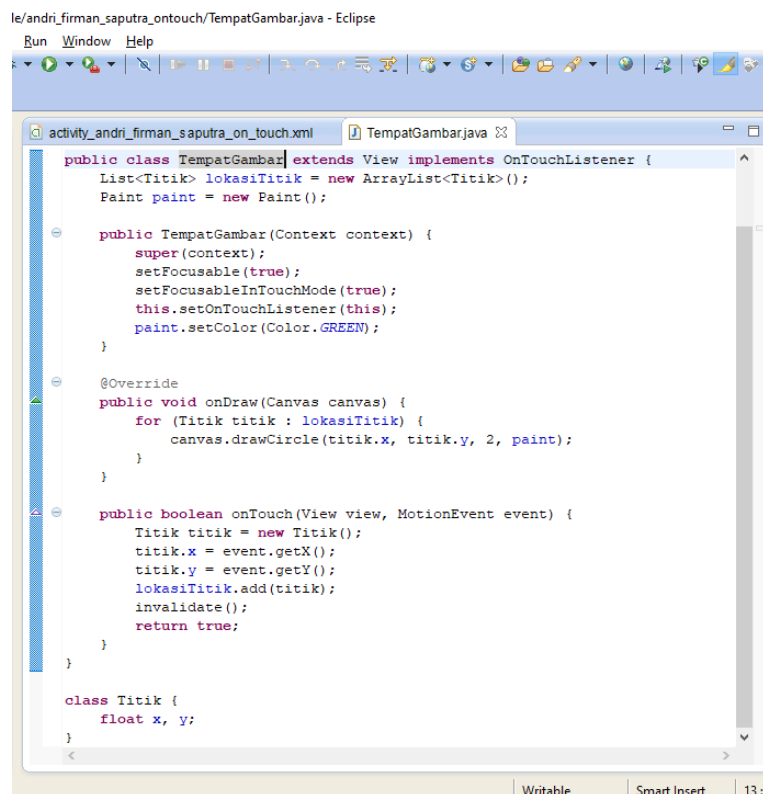 le/andri_firman_saputra_ontouch/TempatGambar.java - Eclipse
Run Window Help
activity_andri_firman_saputra_on_touch.xml TempatGambar.java
public class TempatGambar extends View implements OnTouchListener {
    List<Titik> lokasiTitik = new ArrayList<Titik>();
    Paint paint = new Paint();
    public TempatGambar(Context context) {
        super(context);
        setFocusable(true);
        setFocusableInTouchMode(true);
        this.setOnTouchListener(this);
        paint.setColor(Color.GREEN);
    }
    @Override
    public void onDraw(Canvas canvas) {
        for (Titik titik : lokasiTitik) {
            canvas.drawCircle(titik.x, titik.y, 2, paint);
        }
    }
    public boolean onTouch(View view, MotionEvent event) {
        Titik titik = new Titik();
        titik.x = event.getX();
        titik.y = event.getY();
        lokasiTitik.add(titik);
        invalidate();
        return true;
    }
}
class Titik {
    float x, y;
}
Writable Smart Insert 13 :